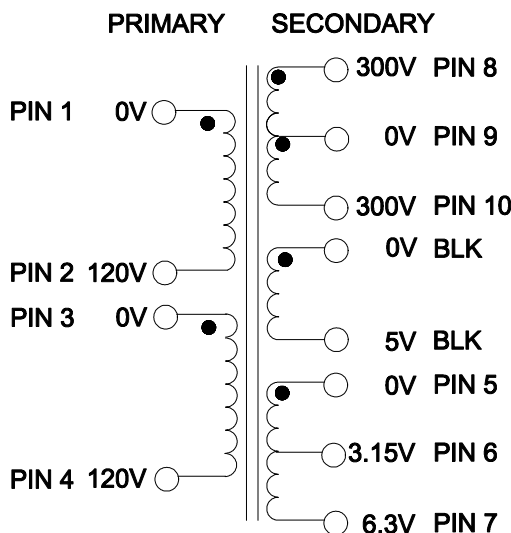 PRIMARY SECONDARY
300V PIN 8
PIN 1 0V
0V PIN 9
300V PIN 10
0V BLK
PIN 2 120V
PIN 3 0V
5V BLK
0V PIN 5
3.15V PIN 6
PIN 4 120V
6.3V PIN 7